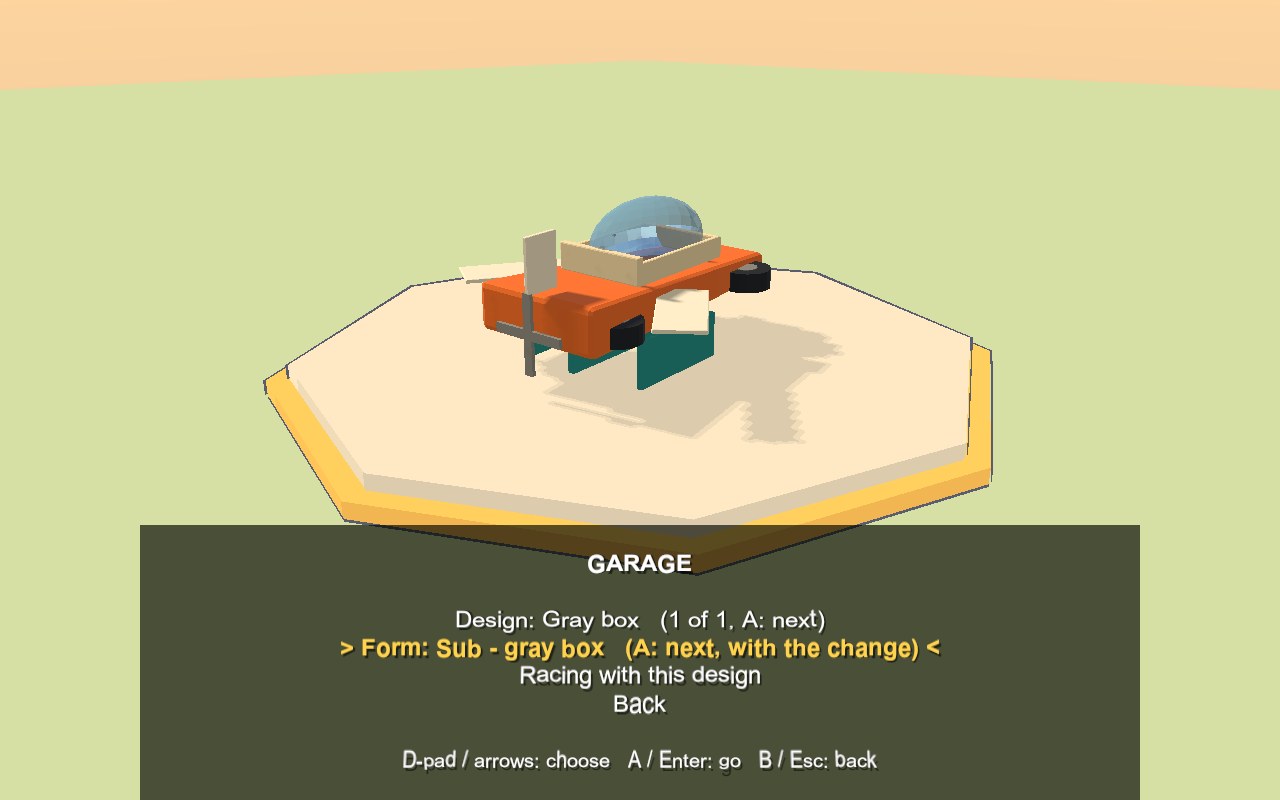 GARAGE
Design: Gray box (1 of 1, A: next)
> Form: Sub - gray box (A: next, with the change) <
Racing with this design
Back
D-pad / arrows: choose A / Enter: go B / Esc: back